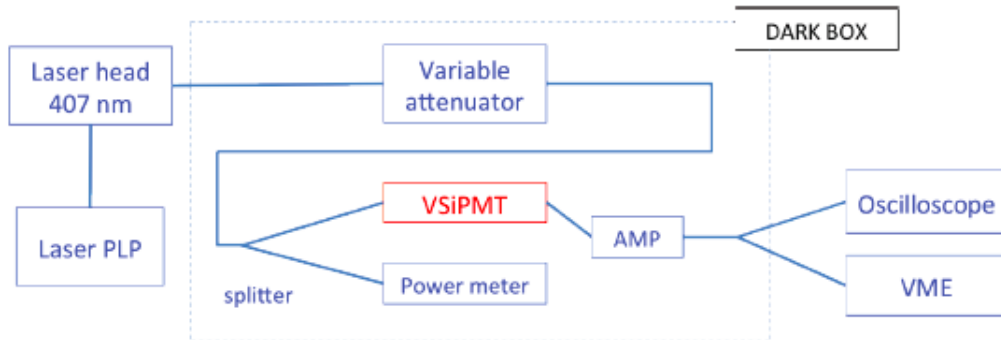 DARK BOX
Laser head
407 nm
Variable
attenuator
VSiPMT
Oscilloscope
Laser PLP
AMP
splitter
Power meter
VME